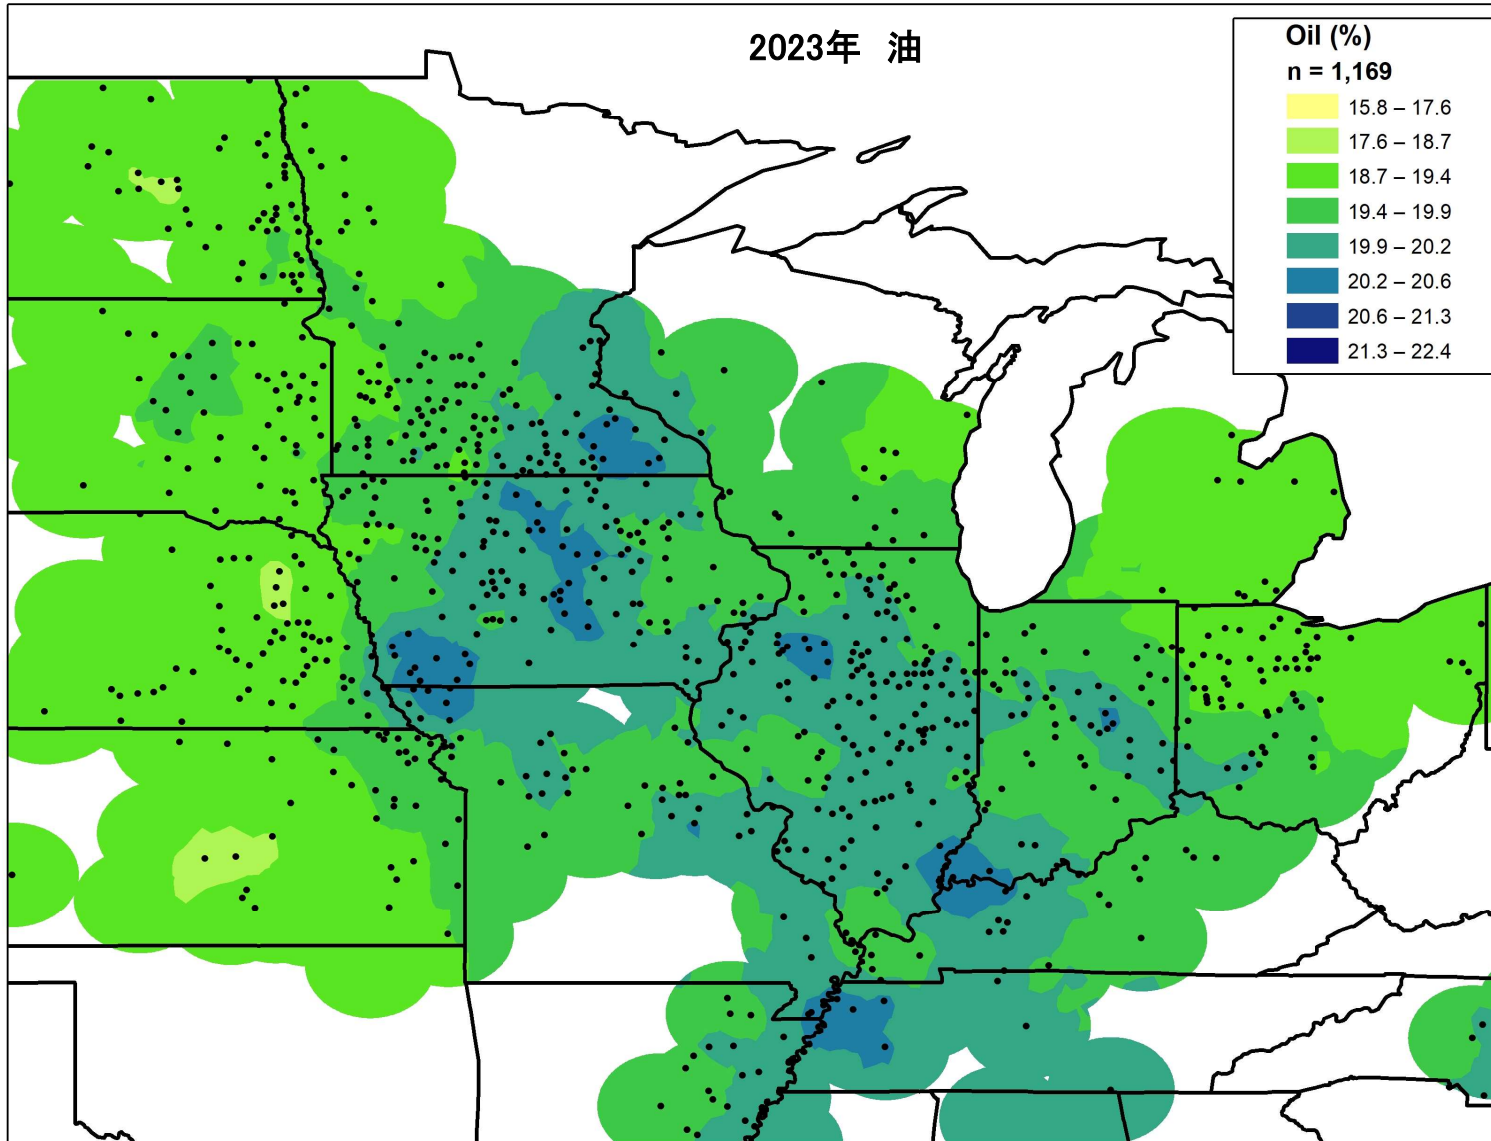 2023年 油
Oil (%)
n = 1,169
15.8 – 17.6
17.6 – 18.7
18.7 – 19.4
19.4 – 19.9
19.9 – 20.2
20.2 – 20.6
20.6 – 21.3
21.3 – 22.4